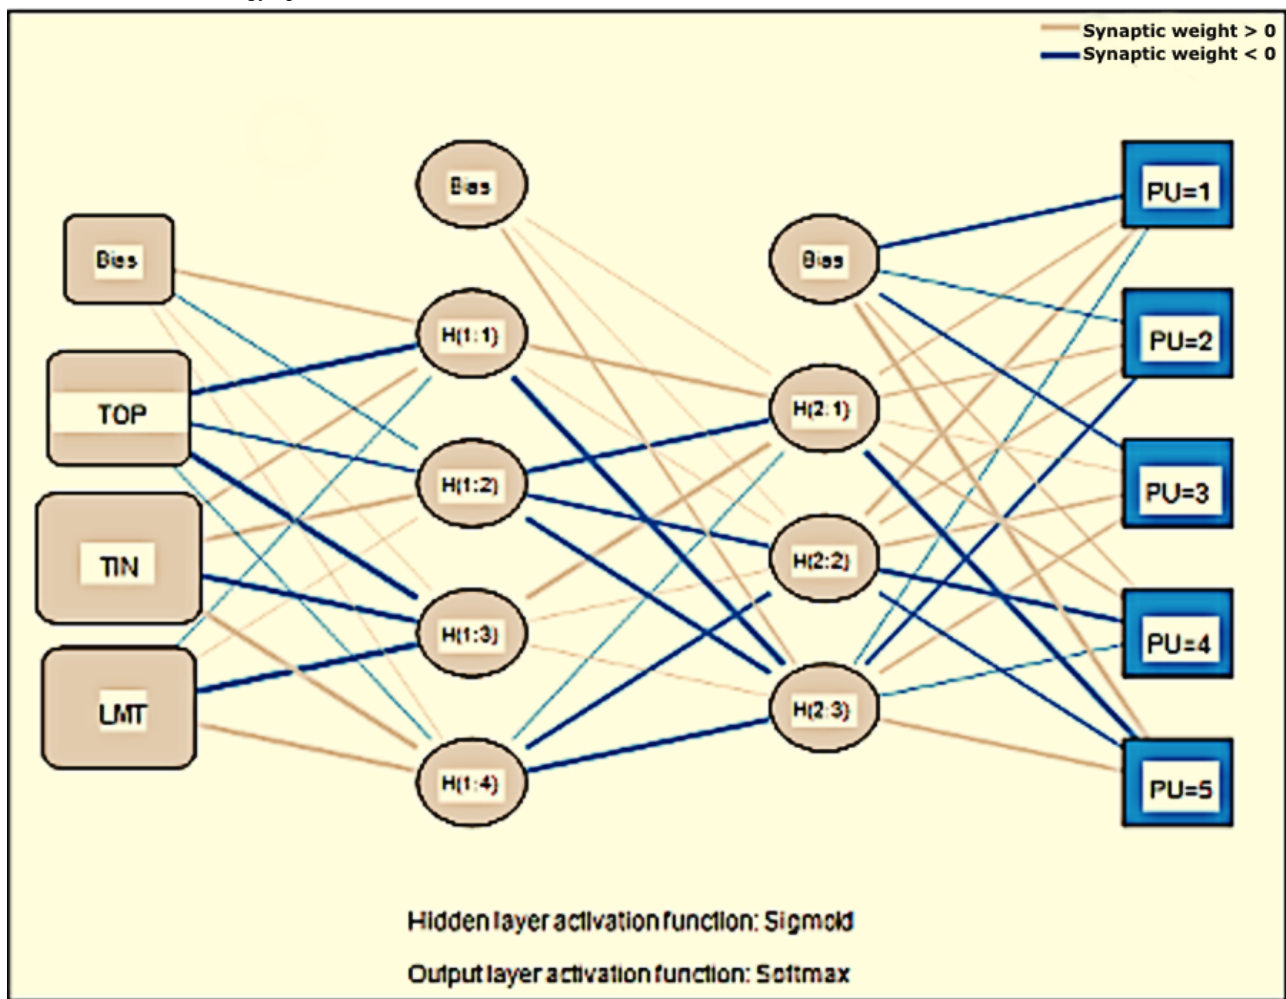 Synaptic weight > 0
Synaptic weight < 0
Bias
TOP
TIN
LMT
Bias
H(1:1)
H(1:2)
H(1:3)
H(1:4)
Bias
H(2:1)
H(2:2)
H(2:3)
PU=1
PU=2
PU=3
PU=4
PU=5
Hidden layer activation function: Sigmoid
Output layer activation function: Softmax